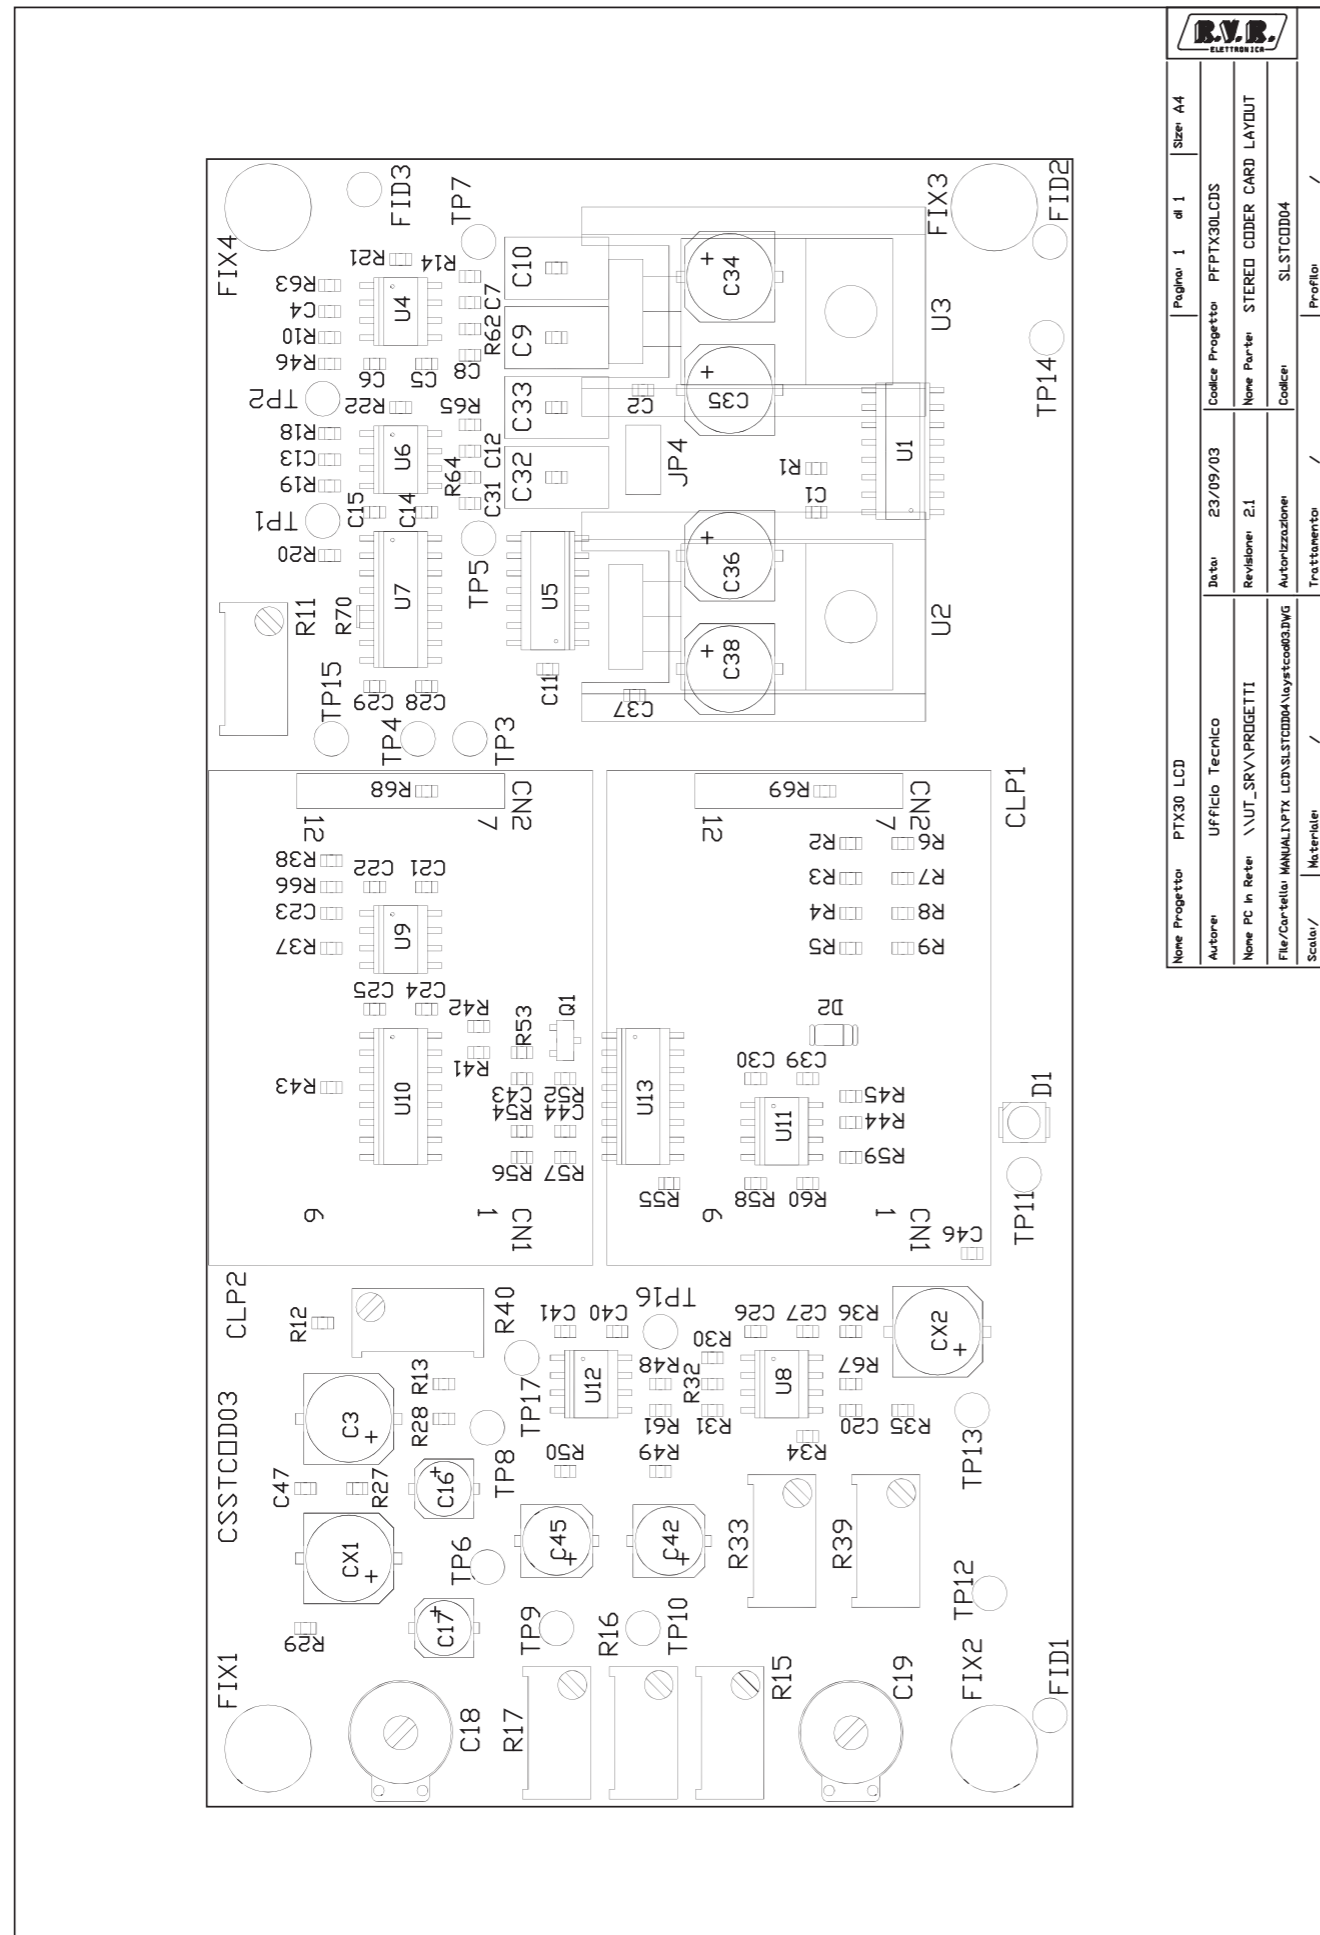 R.V.R.
ELETTRONICA
Nome Progetto: PTX30 LCD
Pagina: 1 di 1
Size: A4
Autore: Ufficio Tecnico
Data: 23/09/03
Codice Progetto: PFPTX30LCDS
Nome PC in Rete: \\UT_SRV\PROGETTI
Revisione: 2.1
Nome Parte: STEREO CODER CARD LAYOUT
File/Cartella: MANUALI\PTX LCD\SLSTCOD04\laystcod03.DWG
Autorizzazione:
Codice: SLSTCOD04
Scala: /
Materiale: /
Trattamento: /
Profilo: /
FIX4
FID3
TP7
FIX3
FID2
R21
R14
R63
C4
R10
R46
U4
C7
R62
C10
C9
C34
U3
C6
C5
C8
TP2
R22
R65
C33
C2
C35
TP14
R18
C13
R19
U6
R64
C12
C31
C32
JP4
R1
C1
U1
TP1
C15
C14
R20
U7
TP5
U5
C36
U2
R11
R70
C38
TP15
C29
C28
C11
C37
TP4
TP3
R68
CN2
12
7
R69
CN2
12
7
CLP1
R38
R66
C23
R37
C22
C21
U9
R2
R6
R3
R7
R4
R8
R5
R9
C25
C24
R42
R41
R53
Q1
D2
R43
U10
C43
R54
R52
C44
U13
C30
C39
U11
R45
R44
R59
D1
R56
R57
R55
R58
R60
TP11
6
1
CN1
6
1
CN1
C46
CLP2
R12
R40
C41
C40
TP16
R30
C26
C27
R36
CX2
CSSTCOD03
C3
R13
R28
TP17
U12
R48
R32
U8
R67
R61
R31
C20
R35
TP8
R50
R49
R34
TP13
C47
R27
C16
CX1
TP6
C45
C42
R33
R39
TP12
R29
C17
TP9
R16
TP10
FIX1
R15
C19
FIX2
FID1
C18
R17